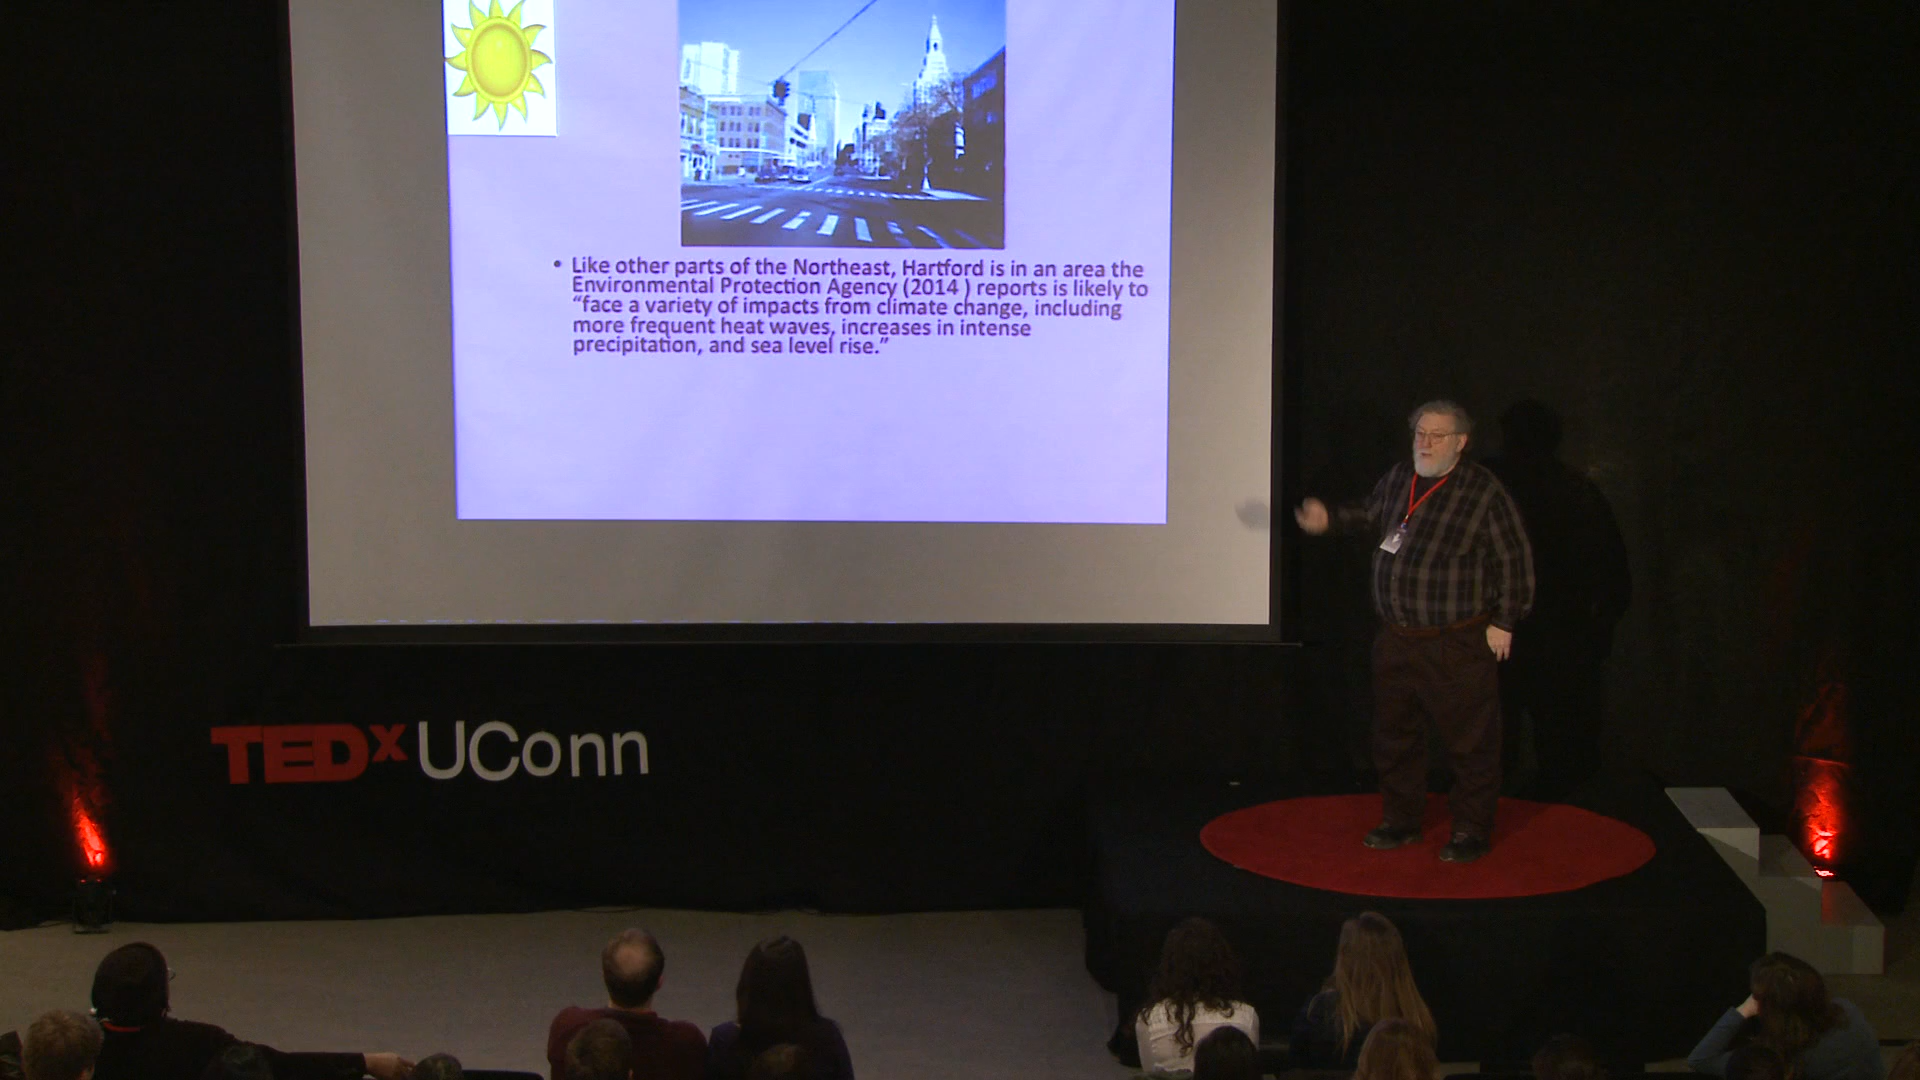 • Like other parts of the Northeast, Hartford is in an area the
Environmental Protection Agency (2014 ) reports is likely to
“face a variety of impacts from climate change, including
more frequent heat waves, increases in intense
precipitation, and sea level rise.”
TEDx UConn